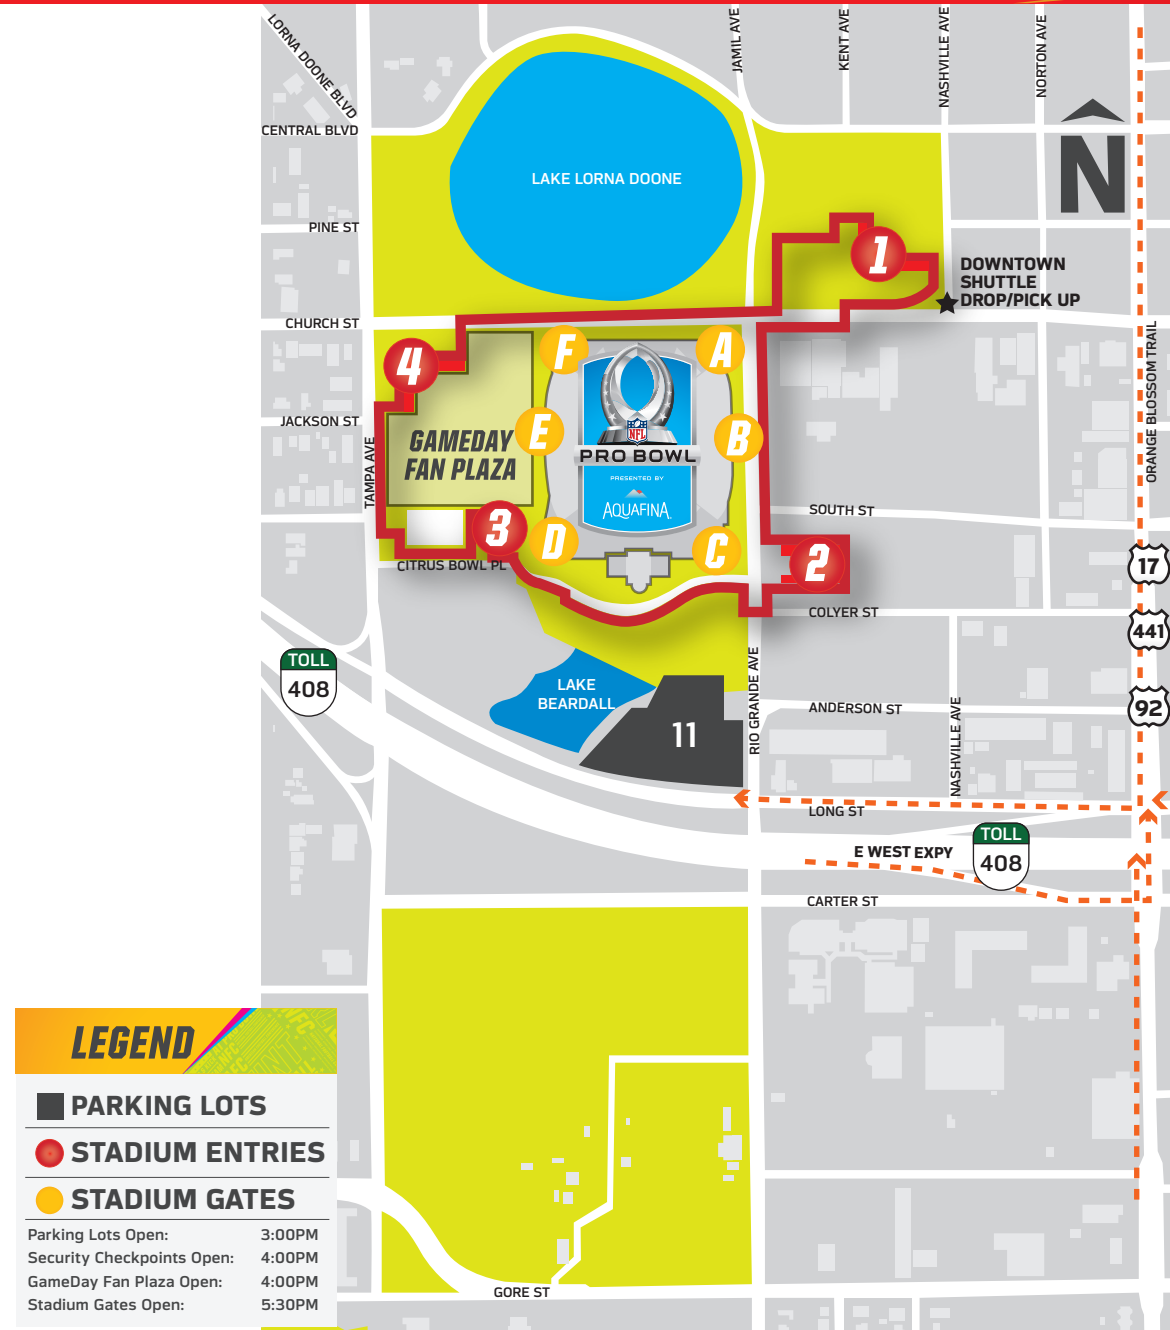 LORNA DOONE BLVD
JAMIL AVE
KENT AVE
NASHVILLE AVE
NORTON AVE
CENTRAL BLVD
N
LAKE LORNA DOONE
PINE ST
1
DOWNTOWN
SHUTTLE
DROP/PICK UP
CHURCH ST
F
A
4
ORANGE BLOSSOM TRAIL
JACKSON ST
TAMPA AVE
GAMEDAY
FAN PLAZA
E
B
NFL
PRO BOWL
PRESENTED BY
AQUAFINA
3
D
C
SOUTH ST
2
17
CITRUS BOWL PL
COLYER ST
441
TOLL
408
LAKE
BEARDALL
RIO GRANDE AVE
ANDERSON ST
NASHVILLE AVE
92
11
LONG ST
E WEST EXPY
TOLL
408
CARTER ST
LEGEND
PARKING LOTS
STADIUM ENTRIES
STADIUM GATES
Parking Lots Open: 3:00PM
Security Checkpoints Open: 4:00PM
GameDay Fan Plaza Open: 4:00PM
Stadium Gates Open: 5:30PM
GORE ST